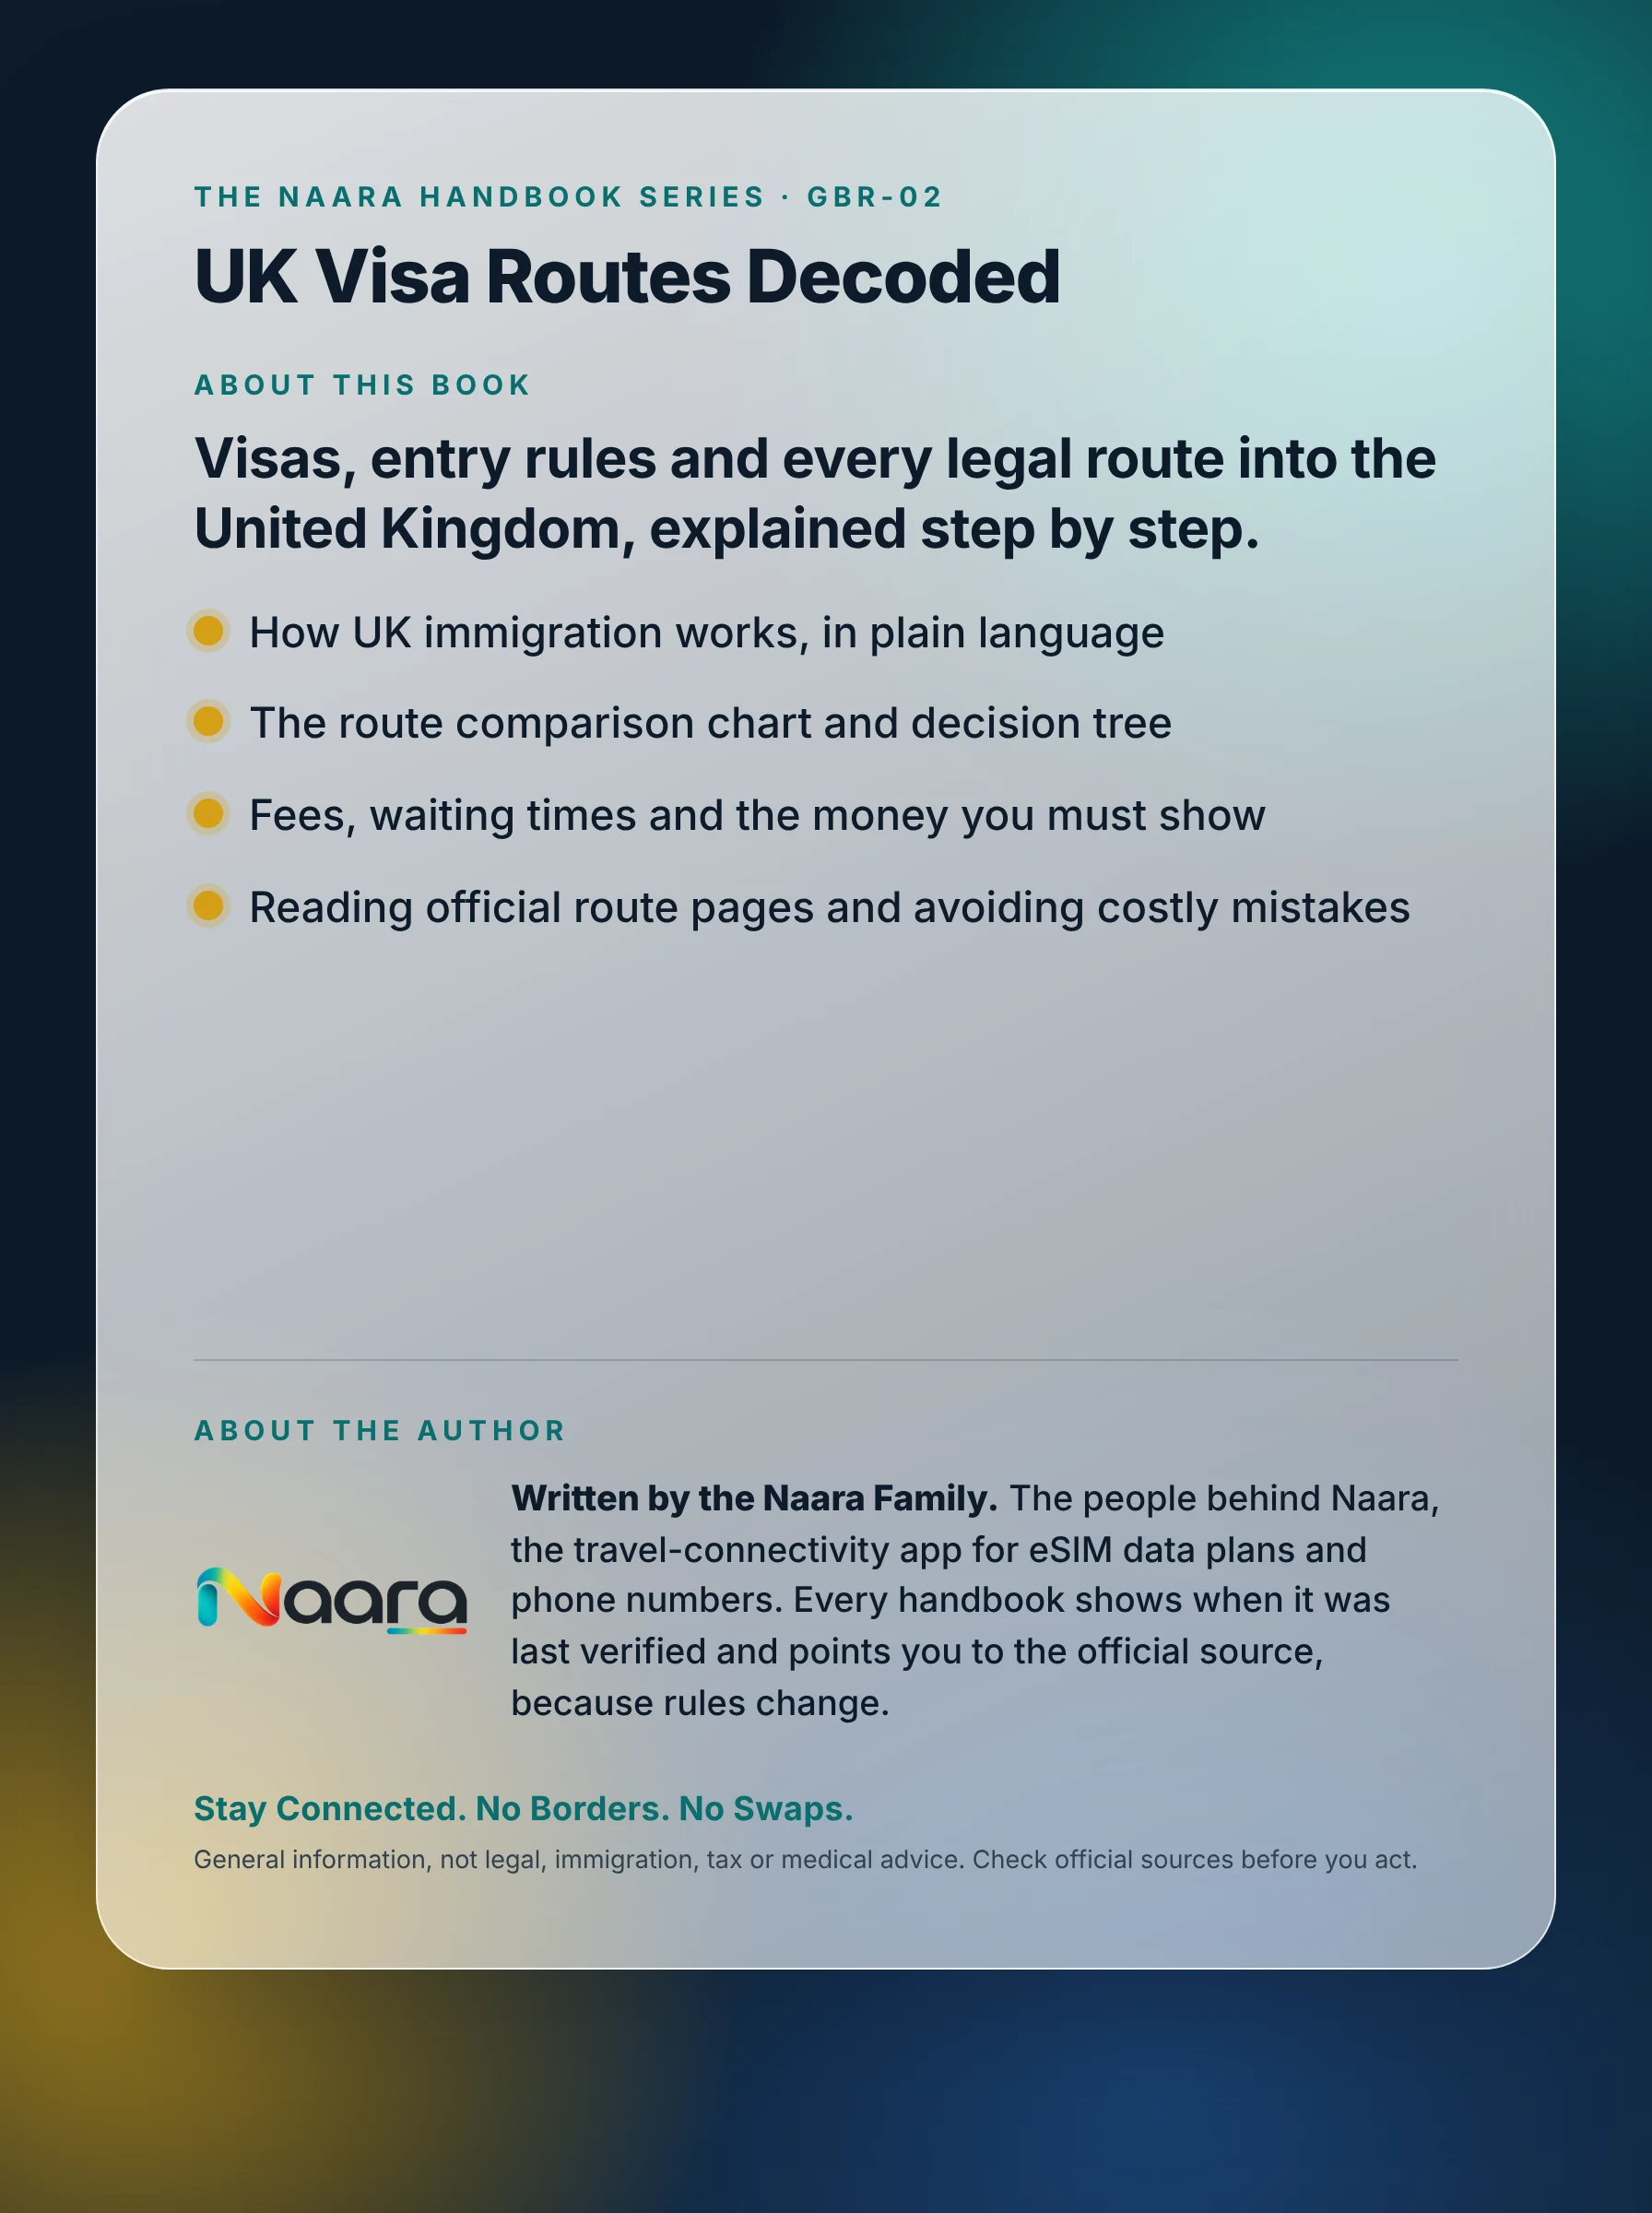 THE NAARA HANDBOOK SERIES · GBR-02
UK Visa Routes Decoded
ABOUT THIS BOOK
Visas, entry rules and every legal route into the
United Kingdom, explained step by step.
How UK immigration works, in plain language
The route comparison chart and decision tree
Fees, waiting times and the money you must show
Reading official route pages and avoiding costly mistakes
ABOUT THE AUTHOR
Naara
Written by the Naara Family. The people behind Naara,
the travel-connectivity app for eSIM data plans and
phone numbers. Every handbook shows when it was
last verified and points you to the official source,
because rules change.
Stay Connected. No Borders. No Swaps.
General information, not legal, immigration, tax or medical advice. Check official sources before you act.